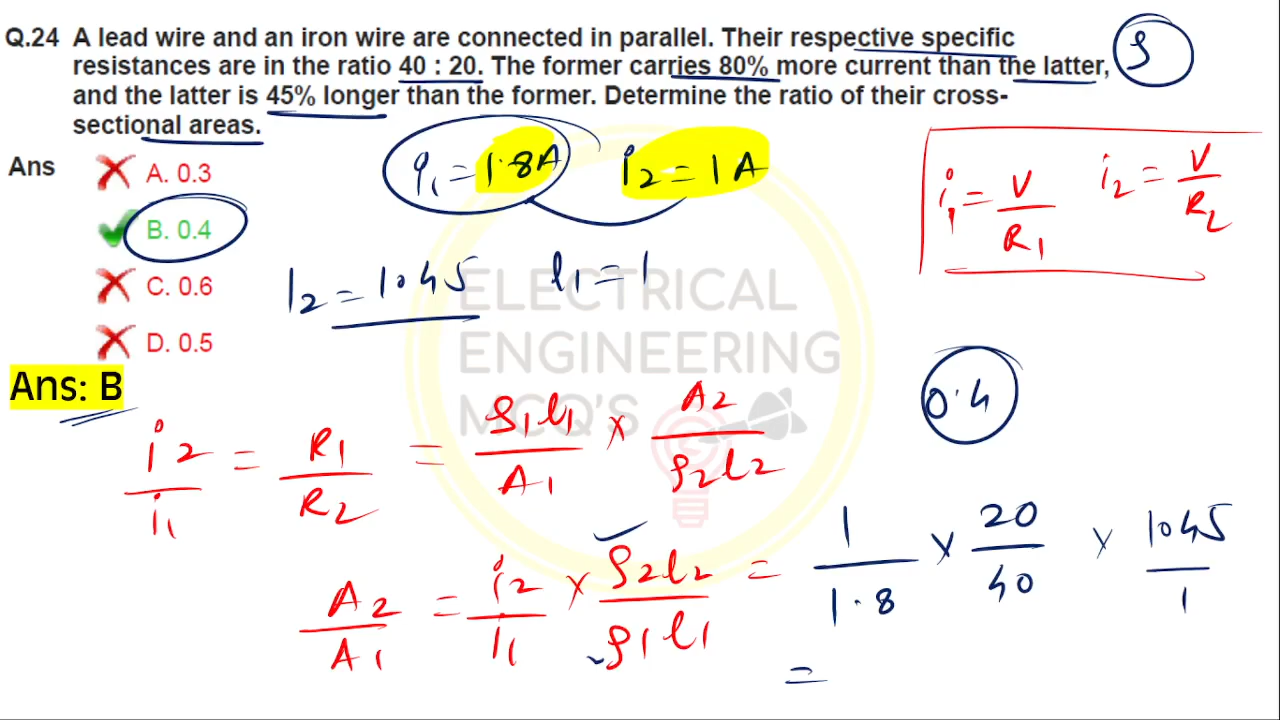 Q.24 A lead wire and an iron wire are connected in parallel. Their respective specific
resistances are in the ratio 40 : 20. The former carries 80% more current than the latter,
and the latter is 45% longer than the former. Determine the ratio of their cross-
sectional areas.
ρ
Ans
A. 0.3
B. 0.4
C. 0.6
D. 0.5
Ans: B
i1 = 1.8A i2 = 1A
i1 = V/R1 i2 = V/R2
l2 = 1.45 l1 = 1
ELECTRICAL
ENGINEERING
MCQ'S
0.4
i2/i1 = R1/R2 = ρ1l1/A1 × A2/ρ2l2
A2/A1 = i2/i1 × ρ2l2/ρ1l1 = 1/1.8 × 20/40 × 1.45/1
=